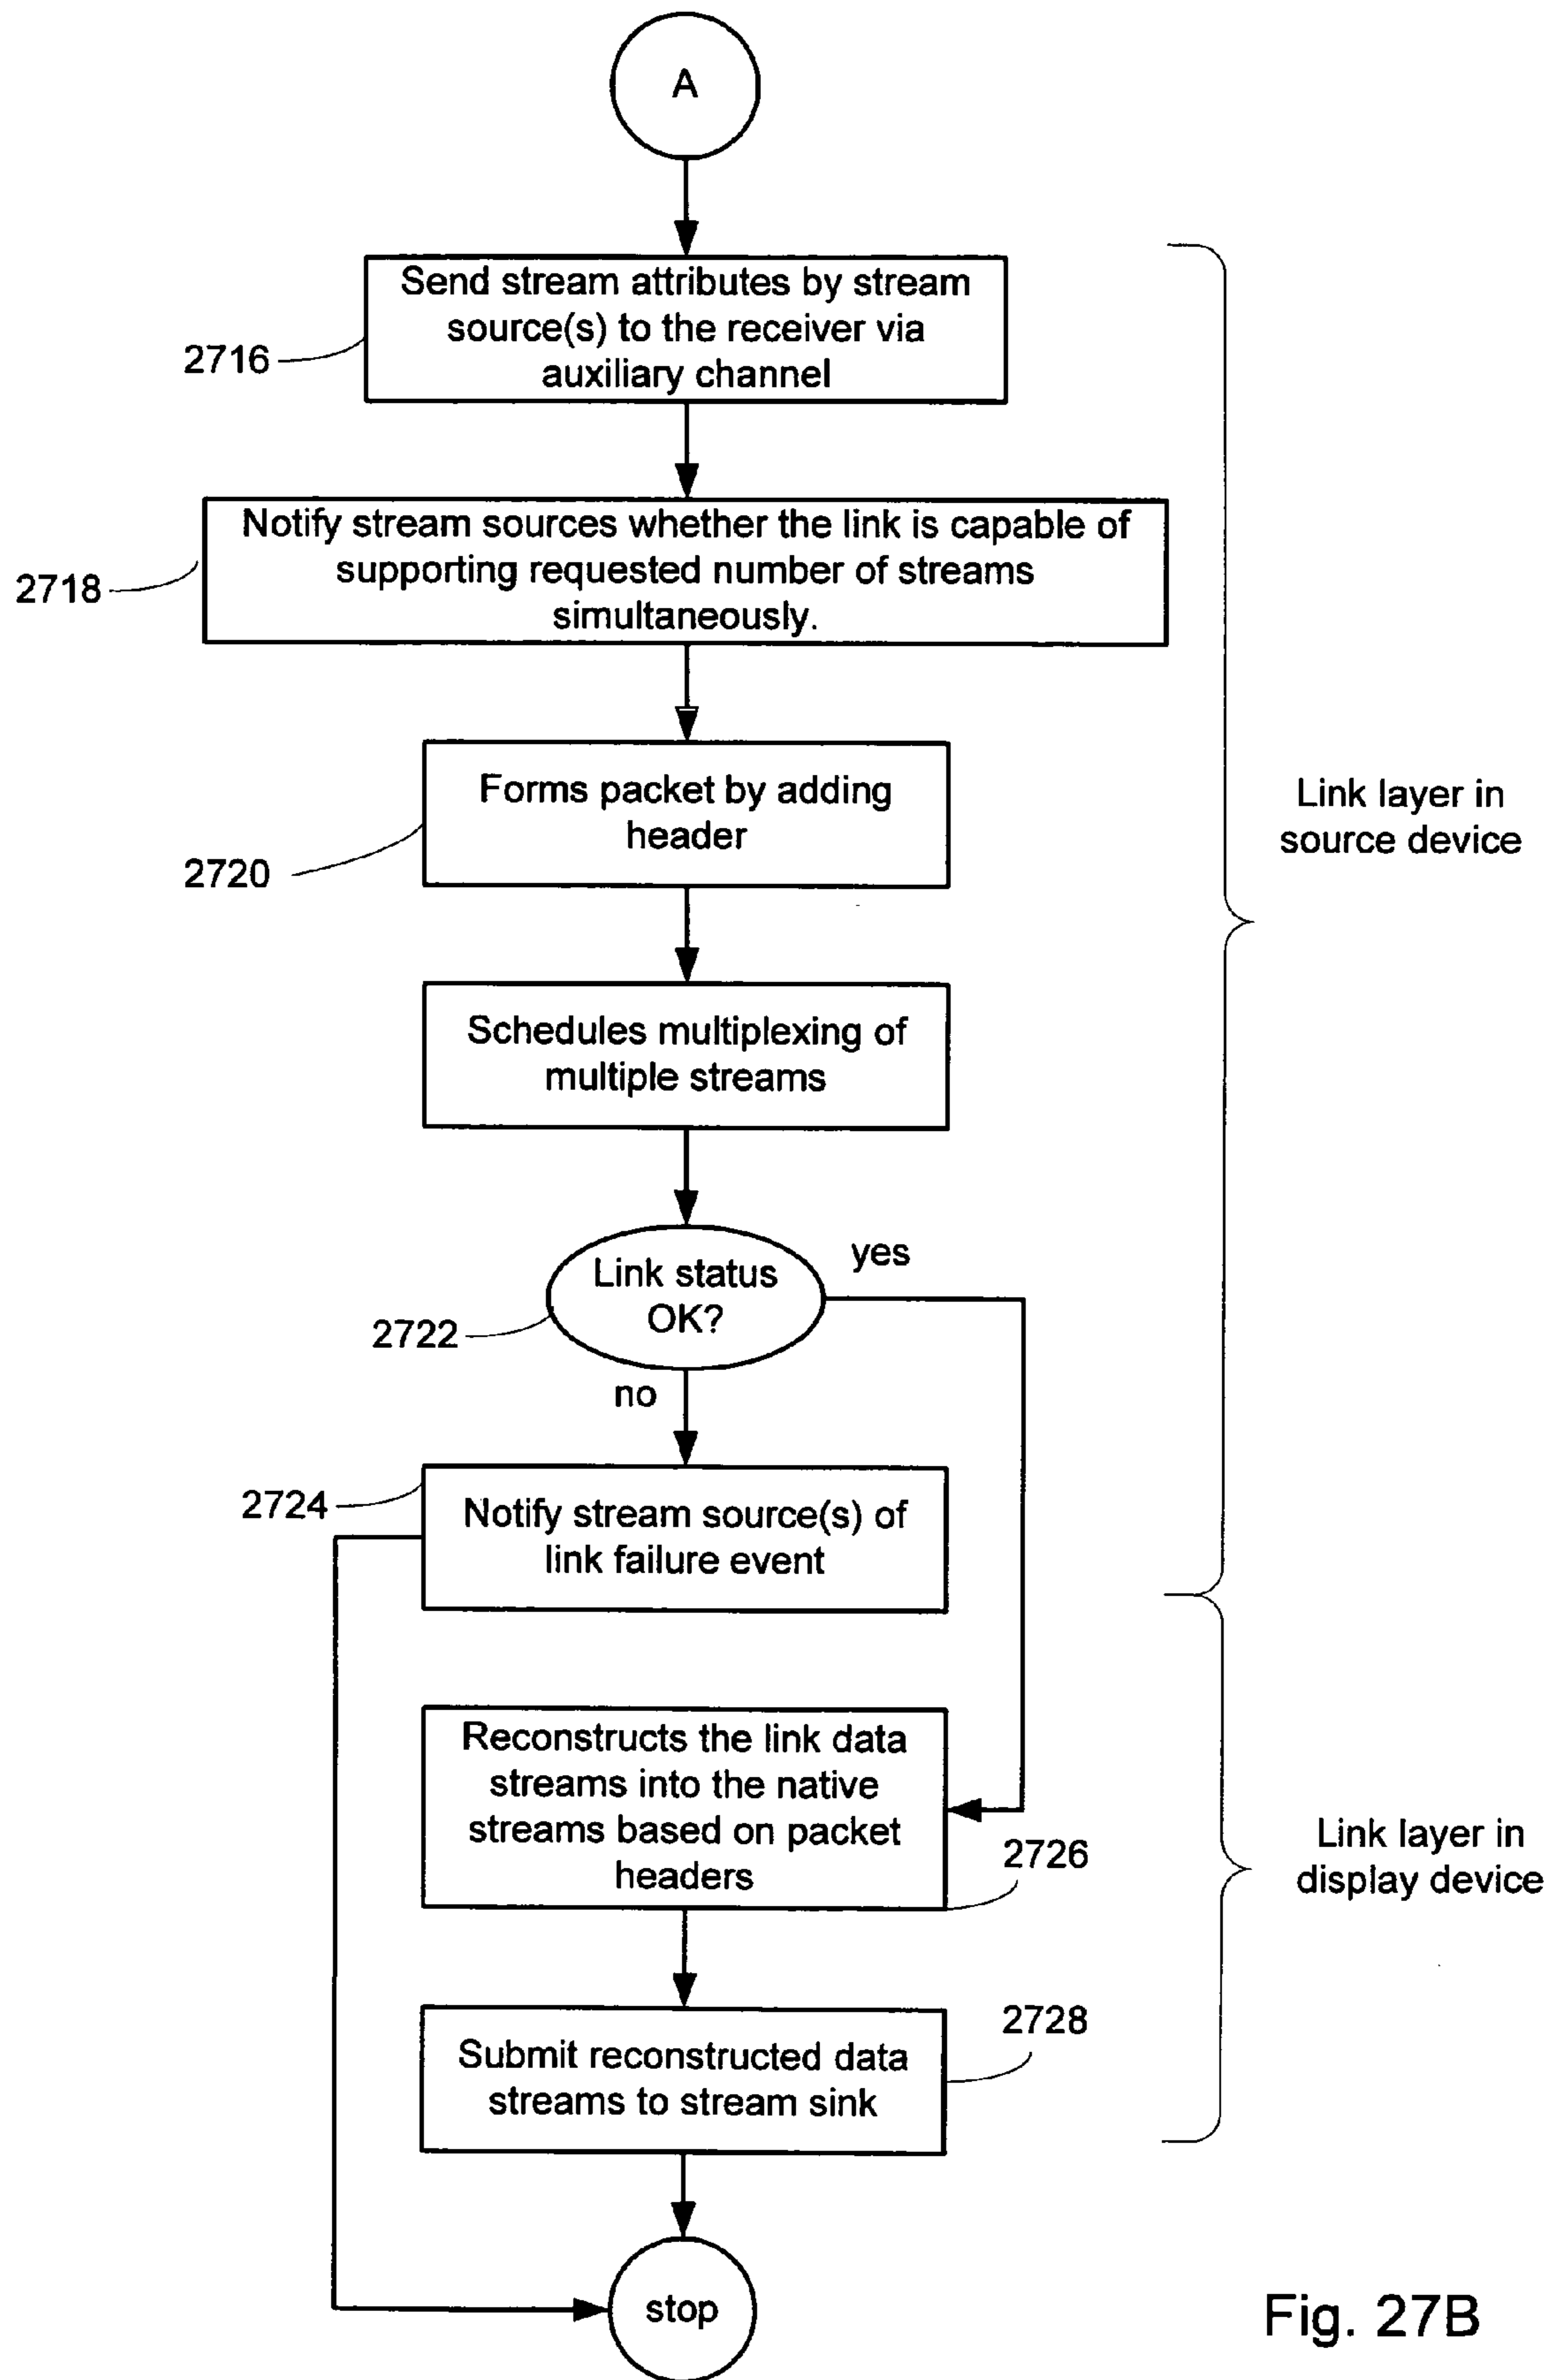 A
Send stream attributes by stream
source(s) to the receiver via
auxiliary channel
2716
Notify stream sources whether the link is capable of
supporting requested number of streams
simultaneously.
2718
Forms packet by adding
header
2720
Link layer in
source device
Schedules multiplexing of
multiple streams
Link status
OK?
yes
2722
no
2724
Notify stream source(s) of
link failure event
Reconstructs the link data
streams into the native
streams based on packet
headers
2726
Link layer in
display device
2728
Submit reconstructed data
streams to stream sink
stop
Fig. 27B